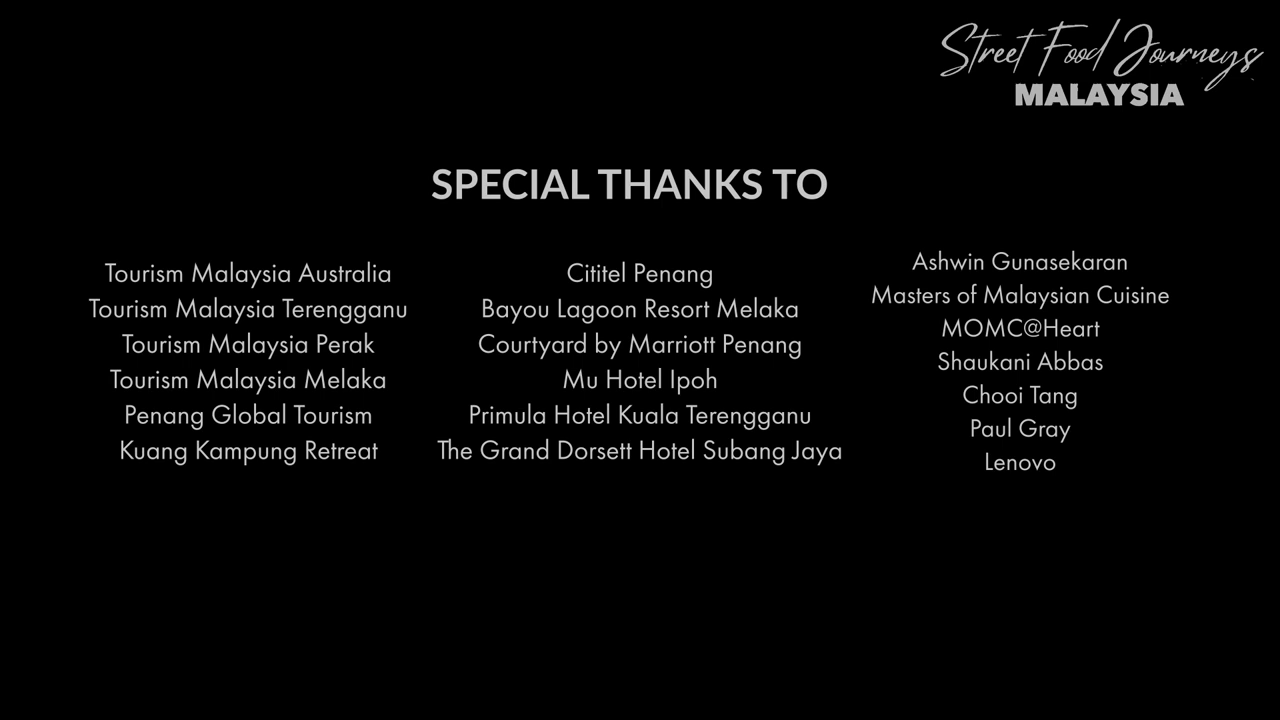 Street Food Journeys
MALAYSIA
SPECIAL THANKS TO
Tourism Malaysia Australia
Tourism Malaysia Terengganu
Tourism Malaysia Perak
Tourism Malaysia Melaka
Penang Global Tourism
Kuang Kampung Retreat
Cititel Penang
Bayou Lagoon Resort Melaka
Courtyard by Marriott Penang
Mu Hotel Ipoh
Primula Hotel Kuala Terengganu
The Grand Dorsett Hotel Subang Jaya
Ashwin Gunasekaran
Masters of Malaysian Cuisine
MOMC@Heart
Shaukani Abbas
Chooi Tang
Paul Gray
Lenovo